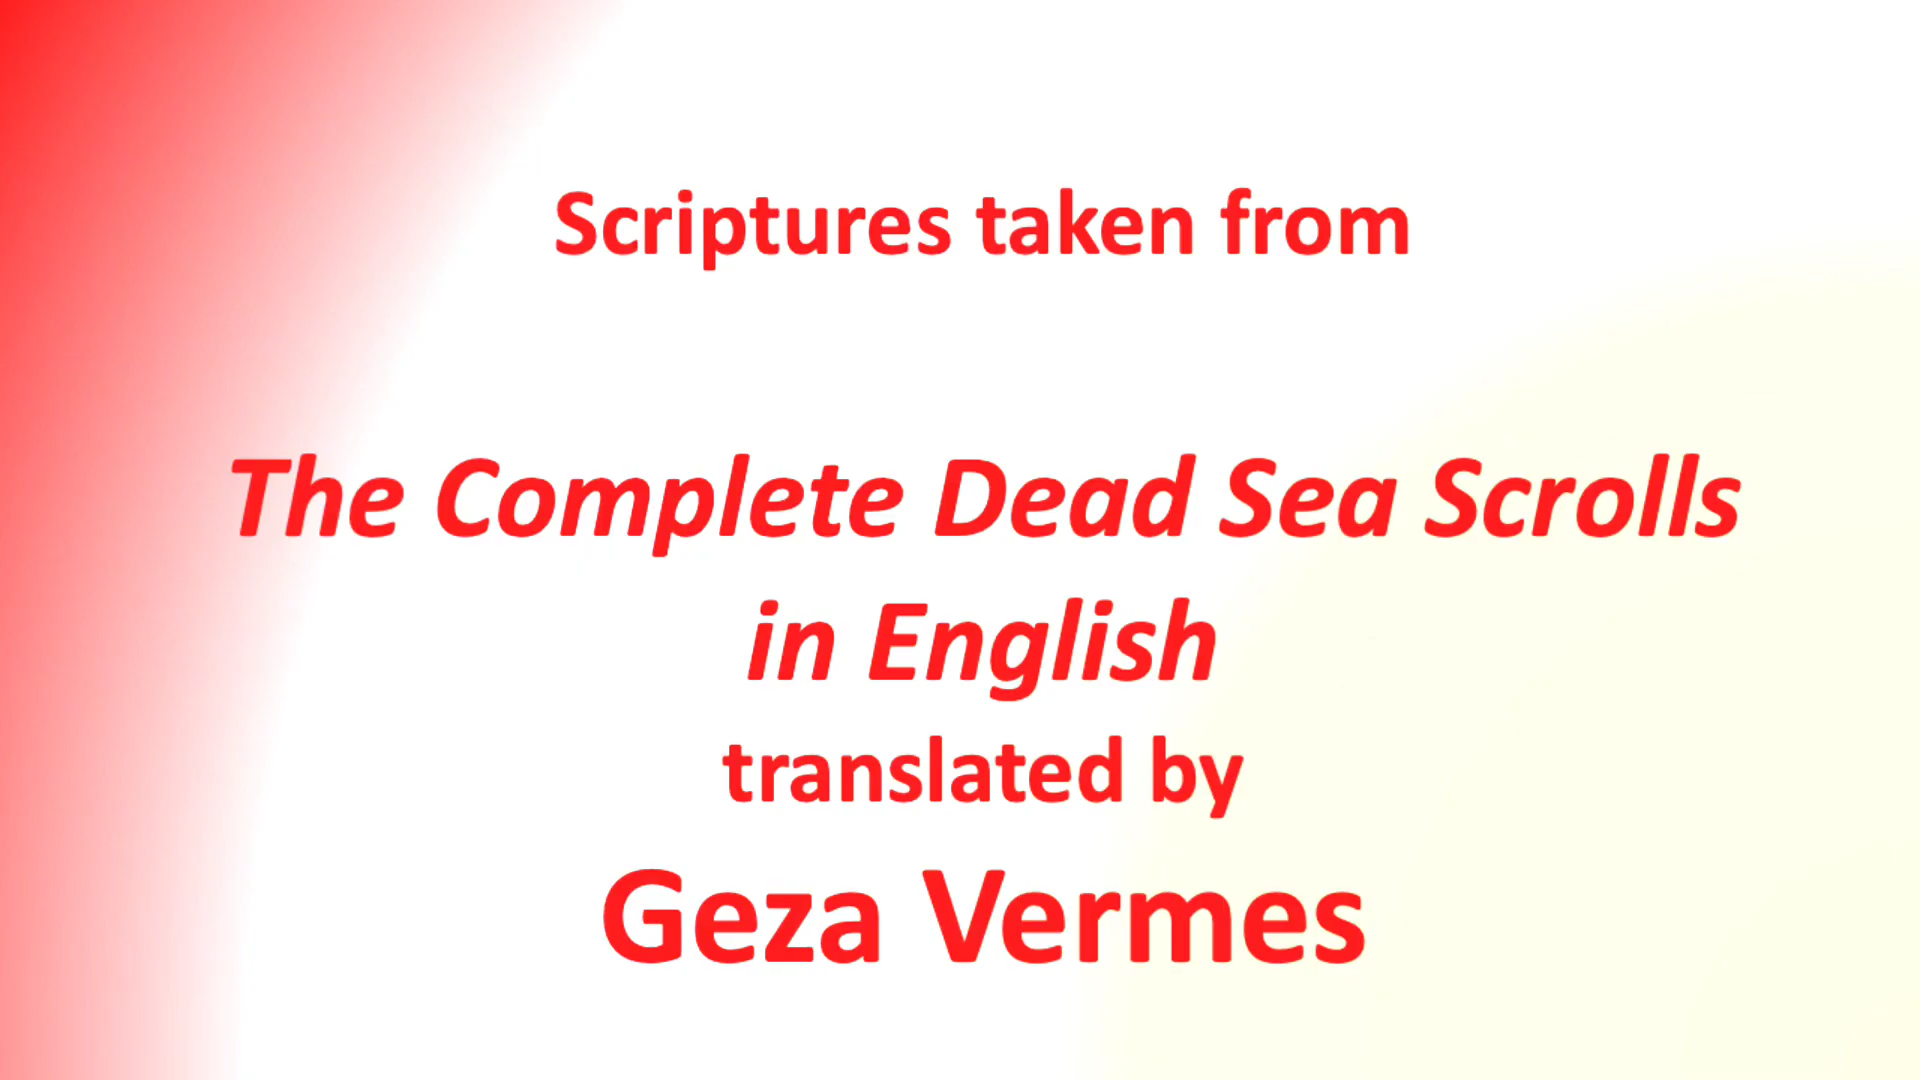 Scriptures taken from
The Complete Dead Sea Scrolls
in English
translated by
Geza Vermes